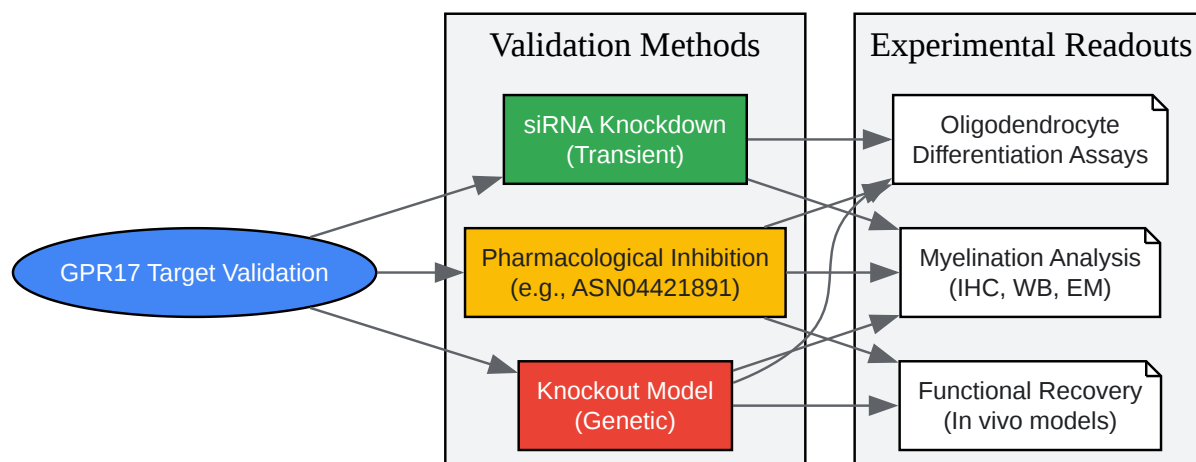 Validation Methods
Experimental Readouts
siRNA Knockdown
(Transient)
Oligodendrocyte
Differentiation Assays
GPR17 Target Validation
Pharmacological Inhibition
(e.g., ASN04421891)
Myelination Analysis
(IHC, WB, EM)
Knockout Model
(Genetic)
Functional Recovery
(In vivo models)